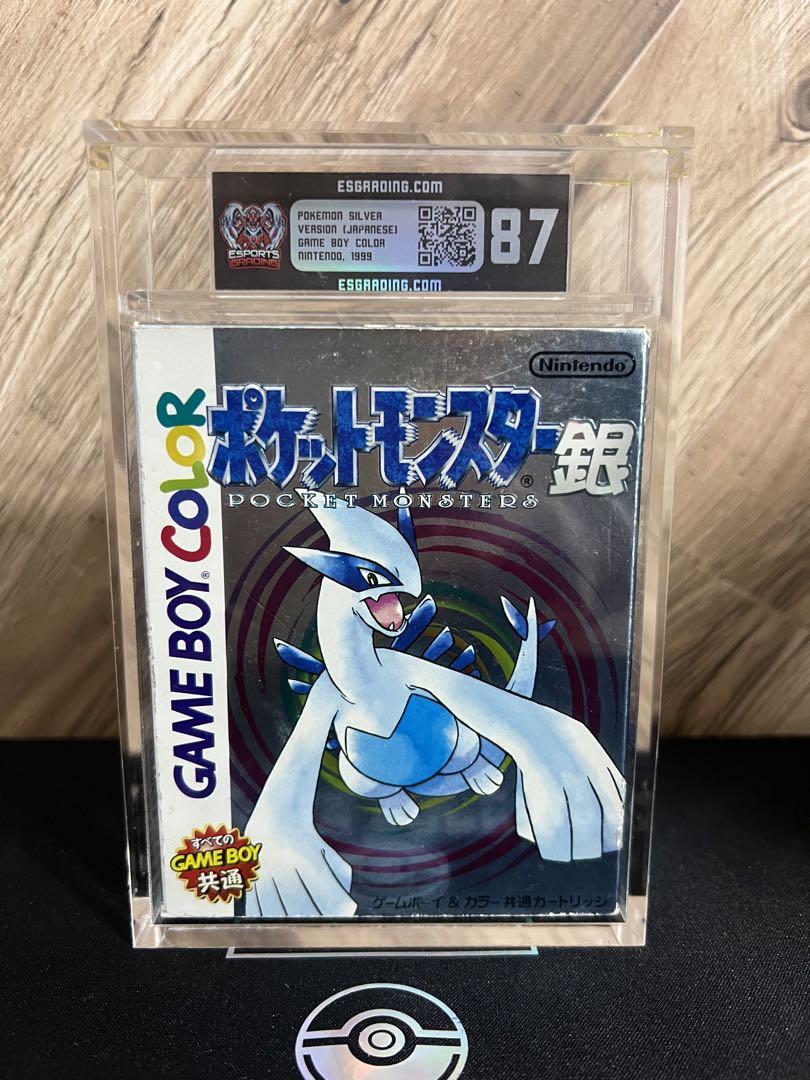 ESGRADING.COM
ESPORTS
GRADING
POKEMON SILVER
VERSION (JAPANESE)
GAME BOY COLOR
NINTENDO, 1999
87
ESGRADING.COM
Nintendo
ポケットモンスター銀
POCKET MONSTERS
GAME BOY COLOR
すべての
GAME BOY
共通
ゲームボーイ&カラー共通カートリッジ